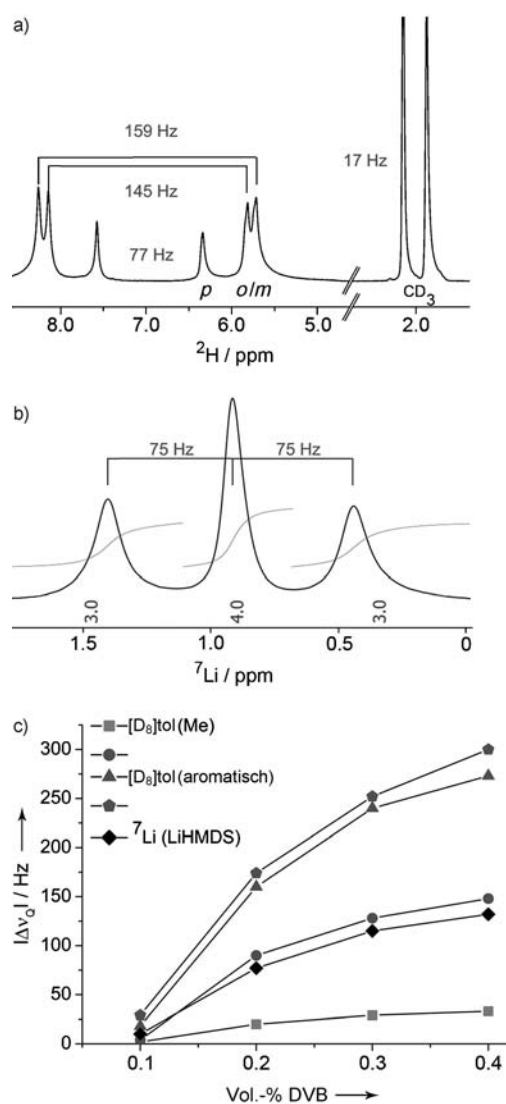 a)
159 Hz
145 Hz
17 Hz
77 Hz
p o/m
CD3
8.0 7.0 6.0 5.0 2.0
²H / ppm
b)
75 Hz 75 Hz
3.0 4.0 3.0
1.5 1.0 0.5 0
⁷Li / ppm
c)
[D₈]tol (Me)
[D₈]tol (aromatisch)
⁷Li (LiHMDS)
300
250
200
150
100
50
0
|Δν_Q| / Hz
0.1 0.2 0.3 0.4
Vol.-% DVB